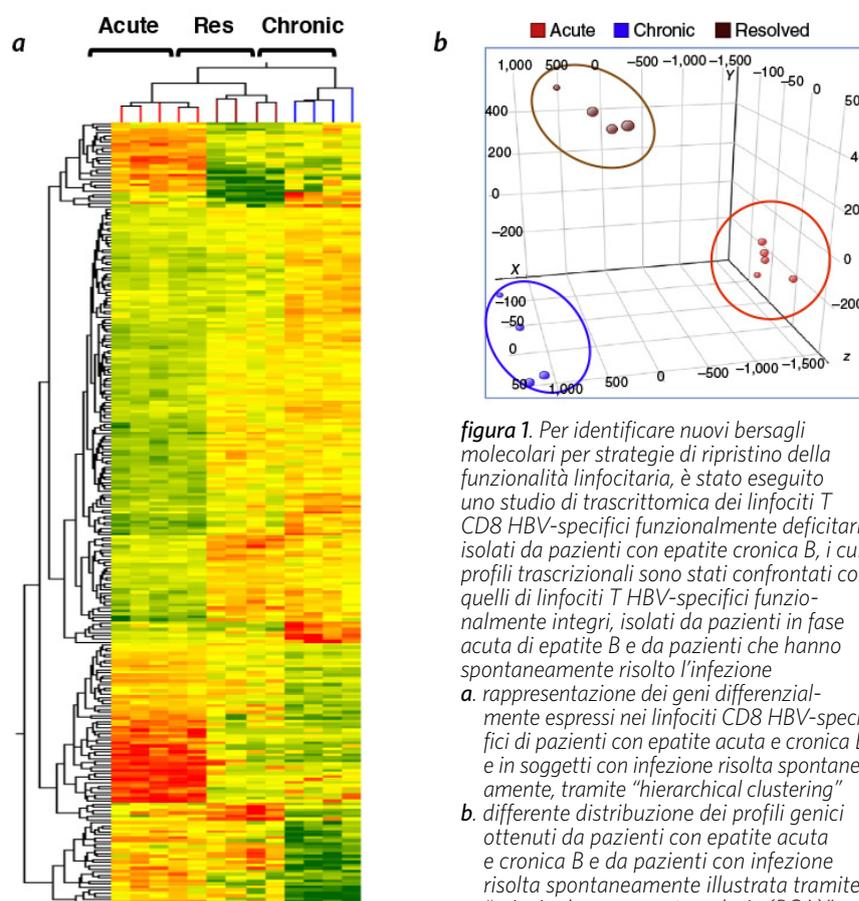 a
Acute Res Chronic
b
Acute Chronic Resolved
1,000 500 0 −500 −1,000 −1,500
Y
−100 −50 0 50
400
200
0
−200
X
−100
−50
0
50
1,000 500 0 −500 −1,000 −1,500
z
20
0
−200
figura 1. Per identificare nuovi bersagli
molecolari per strategie di ripristino della
funzionalità linfocitaria, è stato eseguito
uno studio di trascrittomica dei linfociti T
CD8 HBV-specifici funzionalmente deficitari
isolati da pazienti con epatite cronica B, i cu
profili trascrizionali sono stati confrontati co
quelli di linfociti T HBV-specifici funzio-
nalmente integri, isolati da pazienti in fase
acuta di epatite B e da pazienti che hanno
spontaneamente risolto l’infezione
a. rappresentazione dei geni differenzial-
mente espressi nei linfociti CD8 HBV-speci
fici di pazienti con epatite acuta e cronica B
e in soggetti con infezione risolta spontane
amente, tramite “hierarchical clustering”
b. differente distribuzione dei profili genici
ottenuti da pazienti con epatite acuta
e cronica B e da pazienti con infezione
risolta spontaneamente illustrata tramite